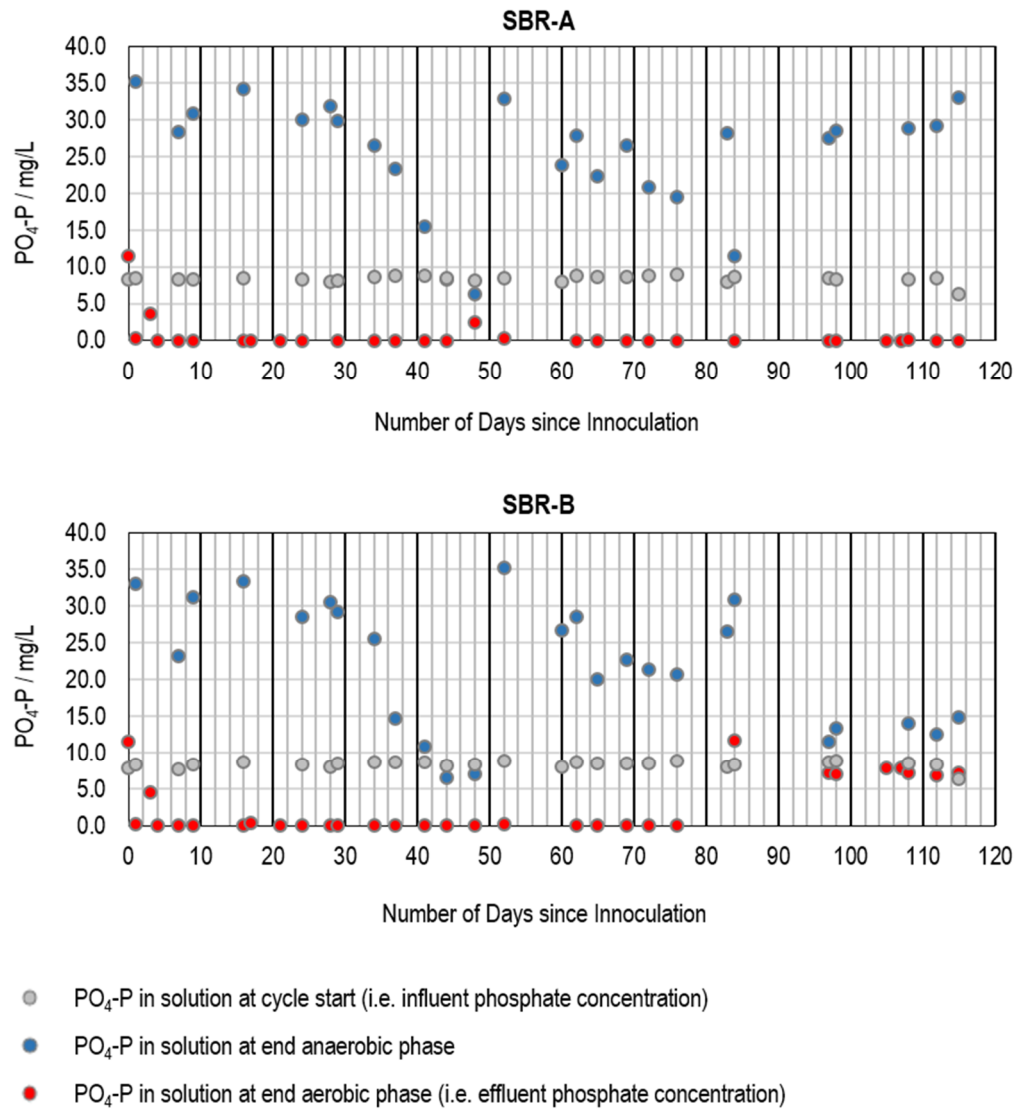 SBR-A
40.0
35.0
30.0
25.0
20.0
15.0
10.0
5.0
0.0
PO₄-P / mg/L
0 10 20 30 40 50 60 70 80 90 100 110 120
Number of Days since Innoculation
SBR-B
40.0
35.0
30.0
25.0
20.0
15.0
10.0
5.0
0.0
PO₄-P / mg/L
0 10 20 30 40 50 60 70 80 90 100 110 120
Number of Days since Innoculation
PO₄-P in solution at cycle start (i.e. influent phosphate concentration)
PO₄-P in solution at end anaerobic phase
PO₄-P in solution at end aerobic phase (i.e. effluent phosphate concentration)